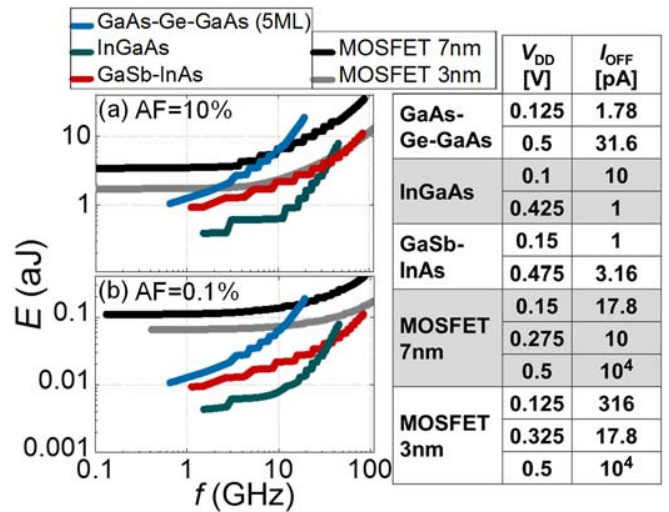 GaAs-Ge-GaAs (5ML)
InGaAs
GaSb-InAs
MOSFET 7nm
MOSFET 3nm
(a) AF=10%
10
1
E (aJ)
(b) AF=0.1%
0.1
0.01
0.001
0.1 1 10 100
f (GHz)
VDD [V] IOFF [pA]
GaAs-Ge-GaAs 0.125 1.78
0.5 31.6
InGaAs 0.1 10
0.425 1
GaSb-InAs 0.15 1
0.475 3.16
MOSFET 7nm 0.15 17.8
0.275 10
0.5 10⁴
MOSFET 3nm 0.125 316
0.325 17.8
0.5 10⁴